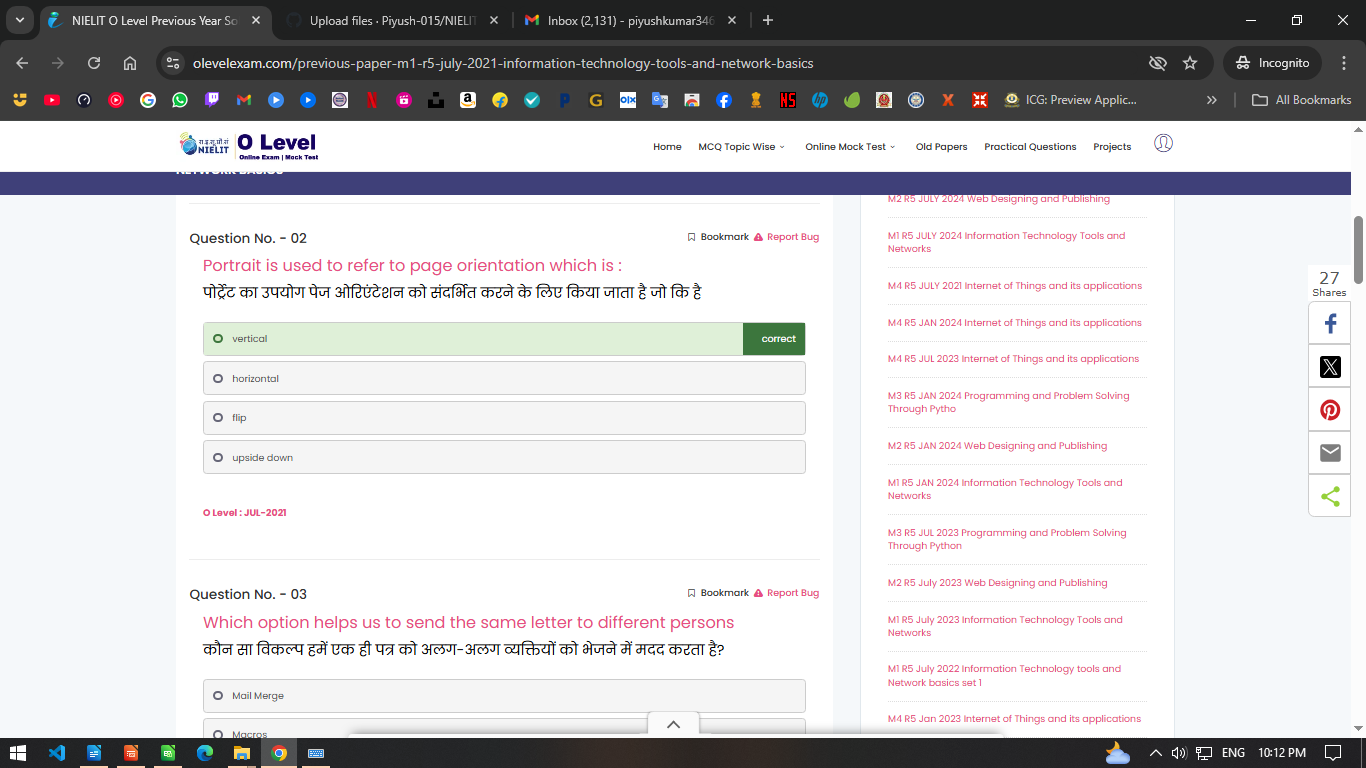 NIELIT O Level Previous Year So
Upload files · Piyush-015/NIELIT
Inbox (2,131) - piyushkumar346
olevelexam.com/previous-paper-m1-r5-july-2021-information-technology-tools-and-network-basics
Incognito
ICG: Preview Applic...
All Bookmarks
NIELIT
O Level
Online Exam | Mock Test
Home
MCQ Topic Wise
Online Mock Test
Old Papers
Practical Questions
Projects
NETWORK BASICS
Question No. - 02
Bookmark
Report Bug
Portrait is used to refer to page orientation which is :
पोर्ट्रेट का उपयोग पेज ओरिएंटेशन को संदर्भित करने के लिए किया जाता है जो कि है
vertical
correct
horizontal
flip
upside down
O Level : JUL-2021
Question No. - 03
Bookmark
Report Bug
Which option helps us to send the same letter to different persons
कौन सा विकल्प हमें एक ही पत्र को अलग-अलग व्यक्तियों को भेजने में मदद करता है?
Mail Merge
Macros
M2 R5 JULY 2024 Web Designing and Publishing
M1 R5 JULY 2024 Information Technology Tools and
Networks
M4 R5 JULY 2021 Internet of Things and its applications
M4 R5 JAN 2024 Internet of Things and its applications
M4 R5 JUL 2023 Internet of Things and its applications
M3 R5 JAN 2024 Programming and Problem Solving
Through Pytho
M2 R5 JAN 2024 Web Designing and Publishing
M1 R5 JAN 2024 Information Technology Tools and
Networks
M3 R5 JUL 2023 Programming and Problem Solving
Through Python
M2 R5 July 2023 Web Designing and Publishing
M1 R5 July 2023 Information Technology Tools and
Networks
M1 R5 July 2022 Information Technology tools and
Network basics set 1
M4 R5 Jan 2023 Internet of Things and its applications
27
Shares
ENG
10:12 PM